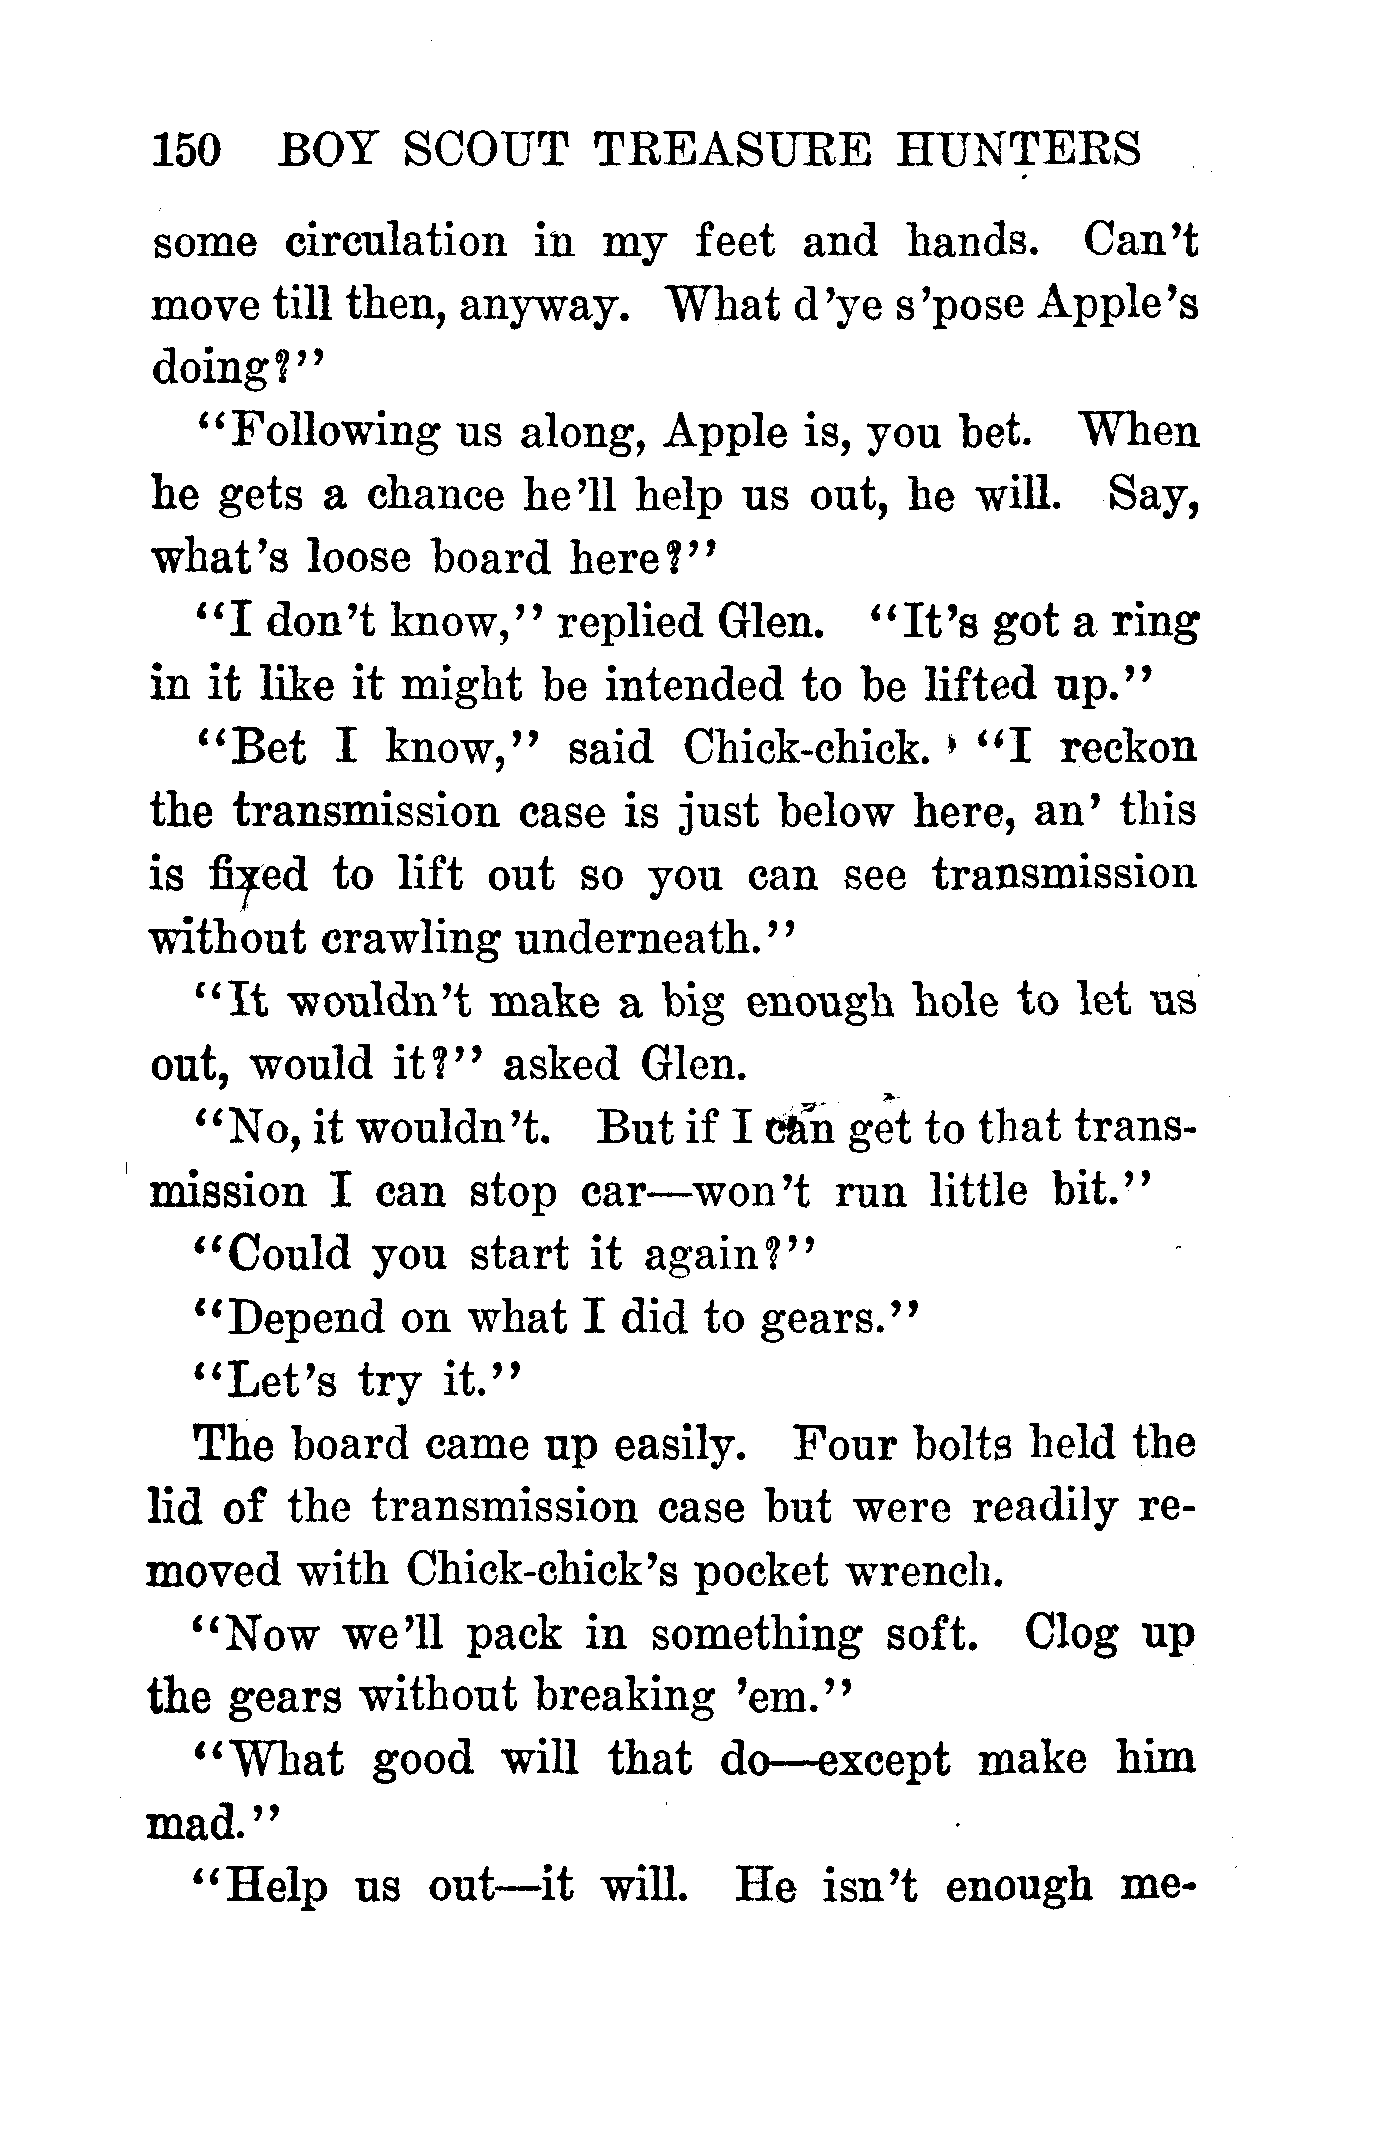 150 BOY SCOUT TREASURE HUNTERS
some circulation in my feet and hands. Can't
move till then, anyway. What d'ye s'pose Apple's
doing?"
"Following us along, Apple is, you bet. When
he gets a chance he'll help us out, he will. Say,
what's loose board here?"
"I don't know," replied Glen. "It's got a ring
in it like it might be intended to be lifted up."
"Bet I know," said Chick-chick. "I reckon
the transmission case is just below here, an' this
is fixed to lift out so you can see transmission
without crawling underneath."
"It wouldn't make a big enough hole to let us
out, would it?" asked Glen.
"No, it wouldn't. But if I can get to that trans-
mission I can stop car—won't run little bit."
"Could you start it again?"
"Depend on what I did to gears."
"Let's try it."
The board came up easily. Four bolts held the
lid of the transmission case but were readily re-
moved with Chick-chick's pocket wrench.
"Now we'll pack in something soft. Clog up
the gears without breaking 'em."
"What good will that do—except make him
mad."
"Help us out—it will. He isn't enough me-